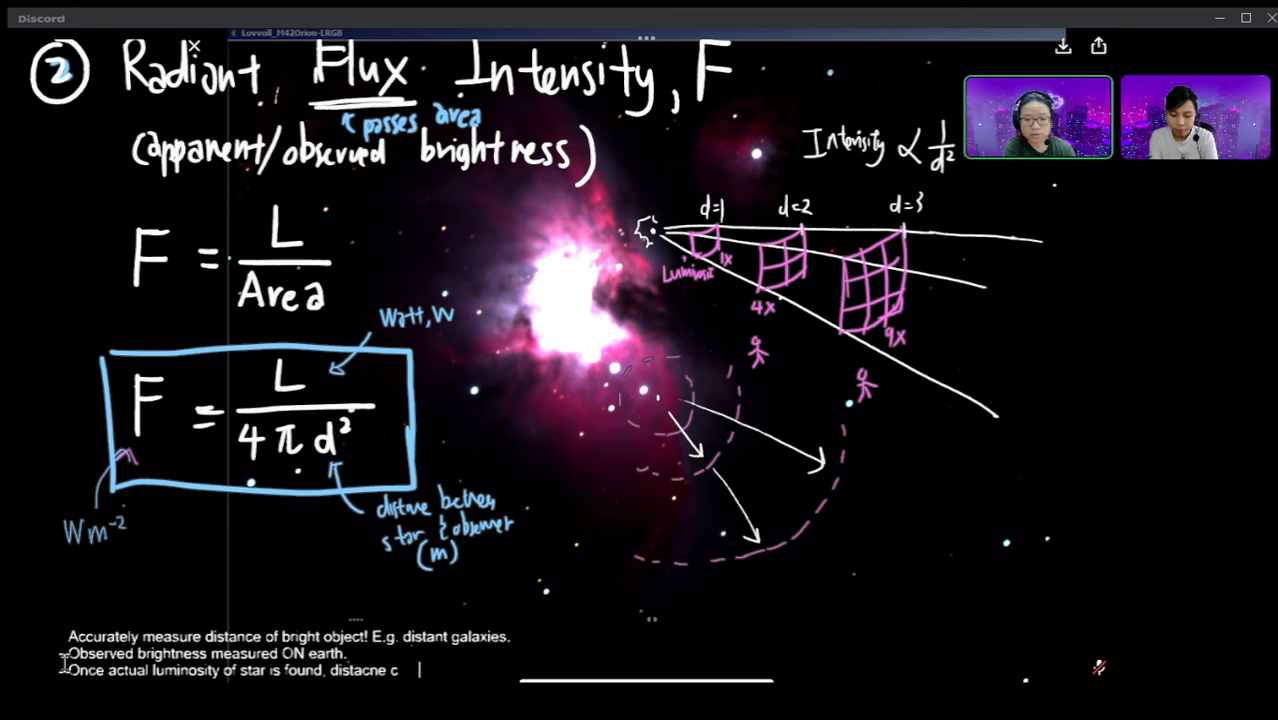 Discord
Lovvoll_M42Orion-LRGB
② Radiant Flux Intensity, F
passes area
(apparent/observed brightness)
Intensity ∝ 1/d²
d=1 d=2 d=3
Luminosit
1x
4x
9x
F = L/Area
Watt, W
F = L/4πd²
Wm⁻²
distance between
star & observer
(m)
Accurately measure distance of bright object! E.g. distant galaxies.
Observed brightness measured ON earth.
Once actual luminosity of star is found, distacne c